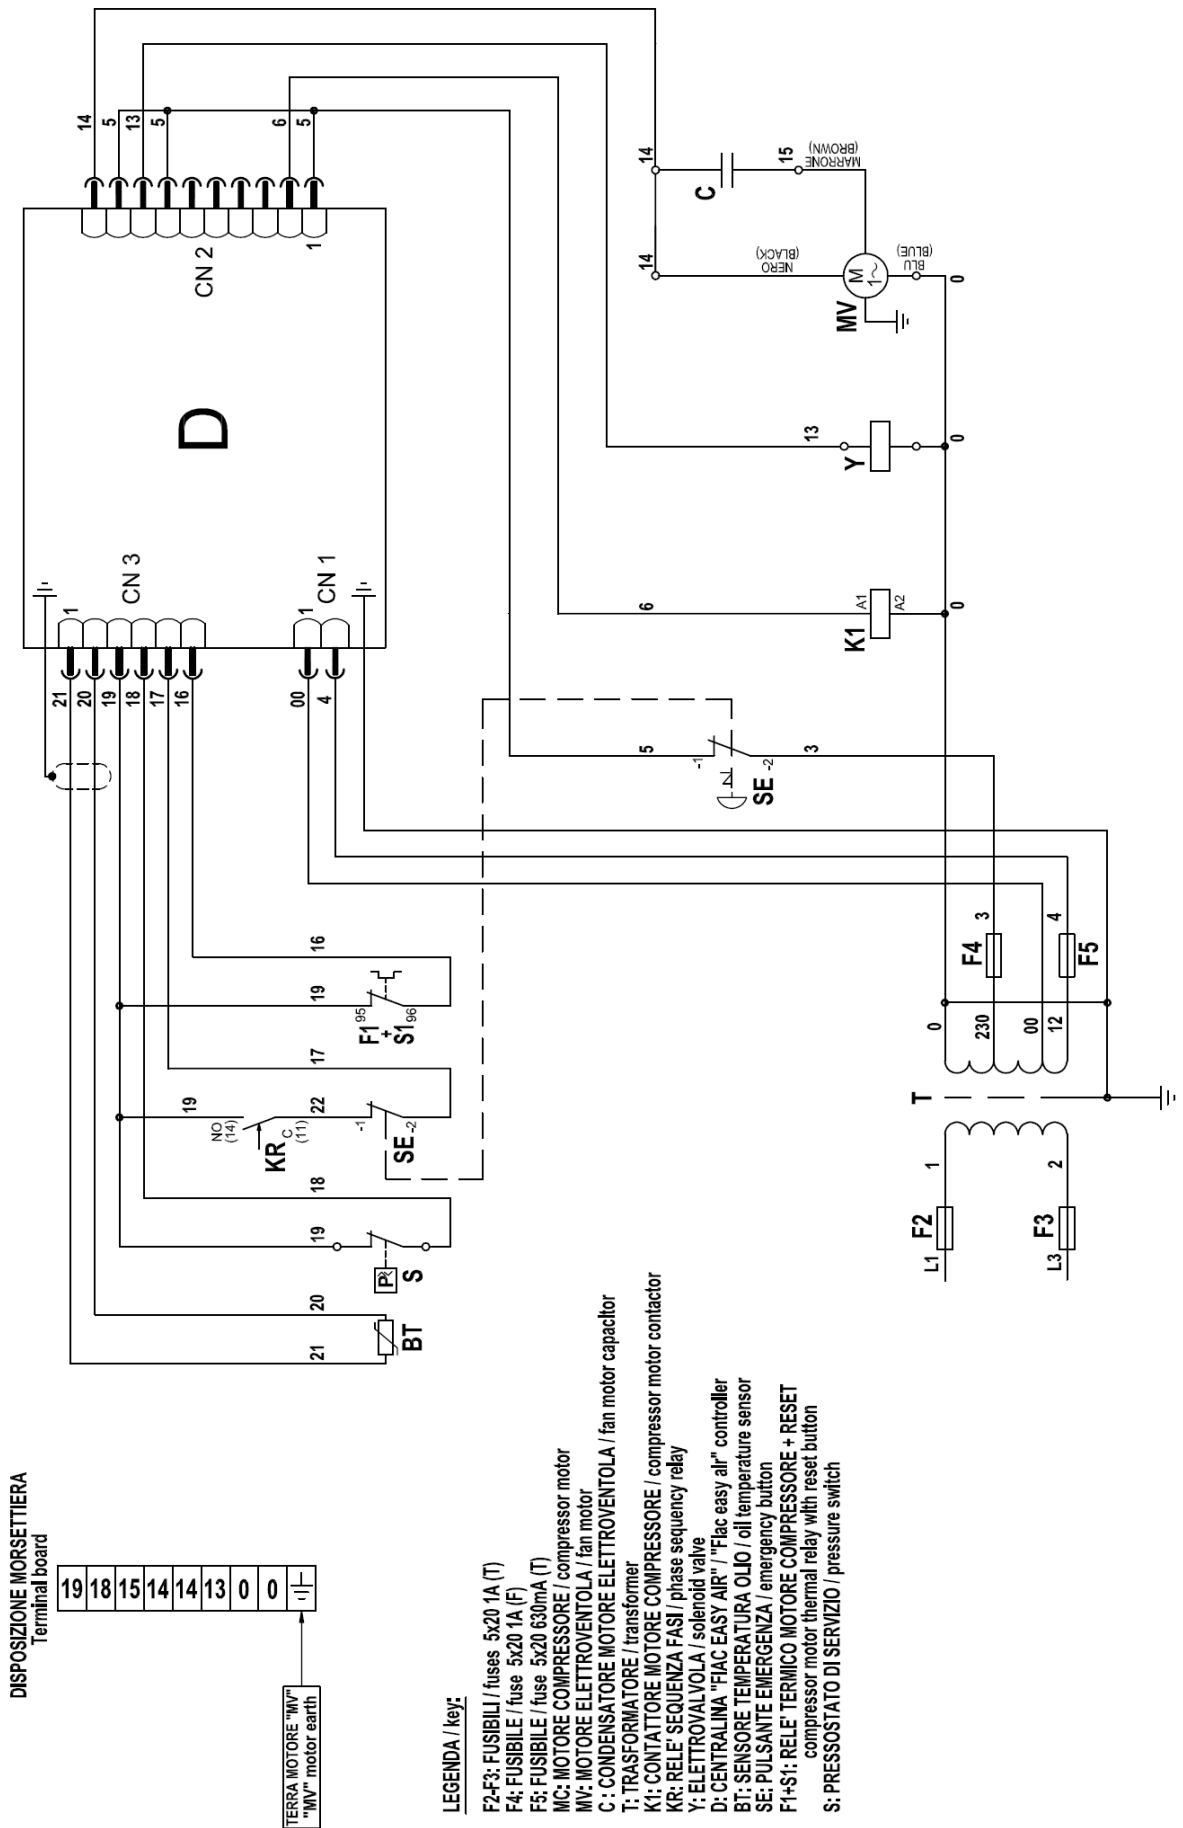 DISPOSIZIONE MORSETTIERA
Terminal board
19 18 15 14 14 13 0 0
TERRA MOTORE "MV"
"MV" motor earth
LEGENDA / key:
F2-F3: FUSIBILI / fuses 5x20 1A (T)
F4: FUSIBILE / fuse 5x20 1A (F)
F5: FUSIBILE / fuse 5x20 630mA (T)
MC: MOTORE COMPRESSORE / compressor motor
MV: MOTORE ELETTROVENTOLA / fan motor
C : CONDENSATORE MOTORE ELETTROVENTOLA / fan motor capacitor
T: TRASFORMATORE / transformer
K1: CONTATTORE MOTORE COMPRESSORE / compressor motor contactor
KR: RELE' SEQUENZA FASI / phase sequency relay
Y: ELETTROVALVOLA / solenoid valve
D: CENTRALINA "FIAC EASY AIR" / "Fiac easy air" controller
BT: SENSORE TEMPERATURA OLIO / oil temperature sensor
SE: PULSANTE EMERGENZA / emergency button
F1+S1: RELE' TERMICO MOTORE COMPRESSORE + RESET
compressor motor thermal relay with reset button
S: PRESSOSTATO DI SERVIZIO / pressure switch
D
CN 3
1
CN 1
1
CN 2
1
21
20
19
18
17
16
00
4
14
5
13
5
6
5
21
20
BT
19
18
P
S
19
NO
(14)
KR
C
(11)
22
17
-1
SE
-2
19
16
95
F1
+
S1
96
5
-1
SE
-2
3
6
A1
K1
A2
0
13
Y
0
14
14
C
15
MARRONE
(BROWN)
NERO
(BLACK)
M
1~
MV
BLU
(BLUE)
0
L1
F2
1
L3
F3
2
T
0
230
00
12
F4
3
F5
4